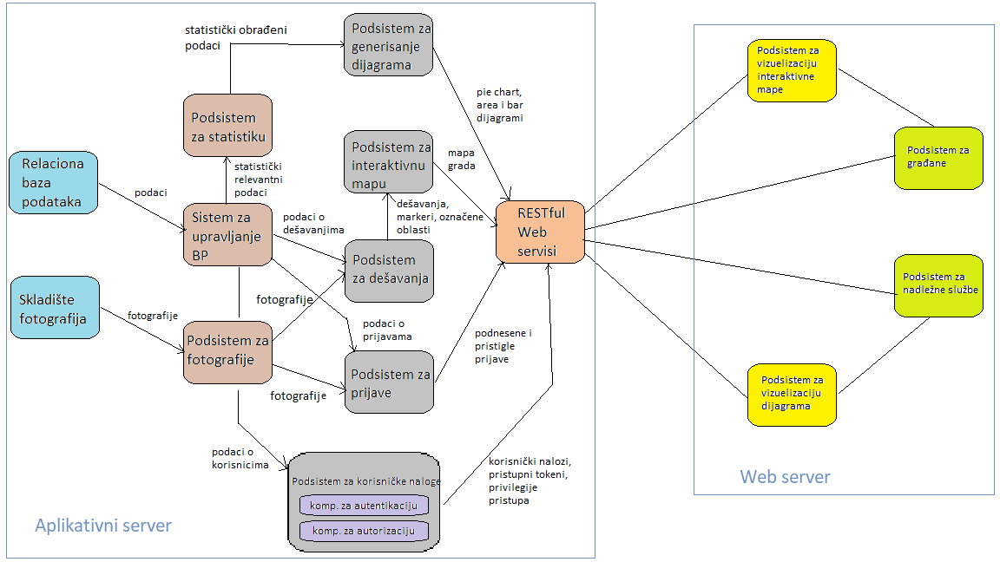 statistički obrađeni
podaci
Podsistem za
generisanje
dijagrama
pie chart,
area i bar
dijagrami
Podsistem
za statistiku
statistički
relevantni
podaci
Podsistem za
interaktivnu
mapu
mapa
grada
Relaciona
baza
podataka
podaci
Sistem za
upravljanje
BP
podaci o
dešavanjima
dešavanja,
markeri, označene
oblasti
RESTful
Web
servisi
Podsistem
za dešavanja
Skladište
fotografija
fotografije
fotografije
Podsistem za
fotografije
podaci o
prijavama
podnesene i
pristigle
prijave
Podsistem za
prijave
fotografije
podaci o
korisnicima
Podsistem za korisničke naloge
komp. za autentikaciju
komp. za autorizaciju
korisnički nalozi,
pristupni tokeni,
privilegije
pristupa
Aplikativni server
Podsistem za
vizuelizaciju
interaktivne
mape
Podsistem za
građane
Podsistem za
nadležne službe
Podsistem za
vizuelizaciju
dijagrama
Web server